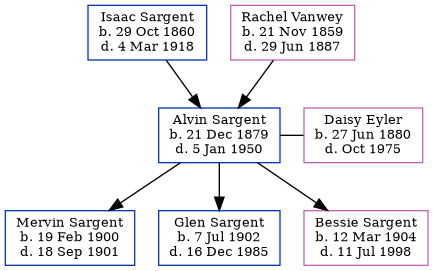 Isaac Sargent
b. 29 Oct 1860
d. 4 Mar 1918
Rachel Vanwey
b. 21 Nov 1859
d. 29 Jun 1887
Alvin Sargent
b. 21 Dec 1879
d. 5 Jan 1950
Daisy Eyler
b. 27 Jun 1880
d. Oct 1975
Mervin Sargent
b. 19 Feb 1900
d. 18 Sep 1901
Glen Sargent
b. 7 Jul 1902
d. 16 Dec 1985
Bessie Sargent
b. 12 Mar 1904
d. 11 Jul 1998